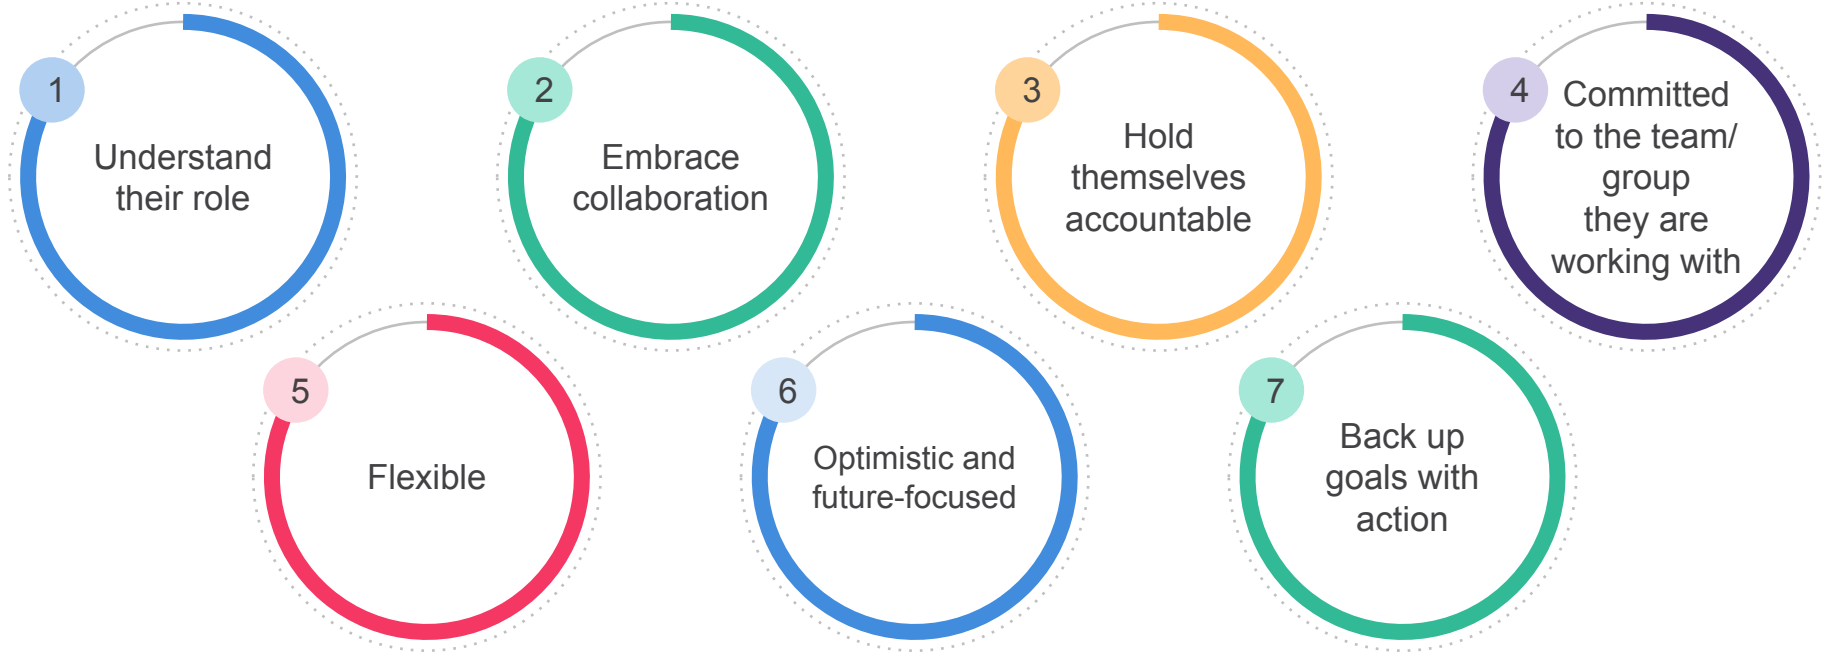 1
Understand
their role
2
Embrace
collaboration
3
Hold
themselves
accountable
4
Committed
to the team/
group
they are
working with
5
Flexible
6
Optimistic and
future-focused
7
Back up
goals with
action